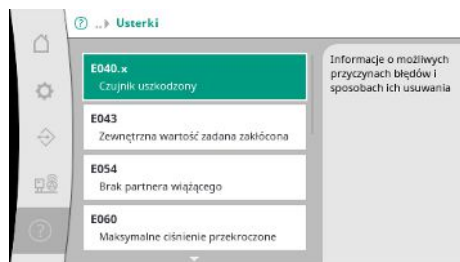 ? ..▸ Usterki
E040.x
Czujnik uszkodzony
E043
Zewnętrzna wartość zadana zakłócona
E054
Brak partnera wiążącego
E060
Maksymalne ciśnienie przekroczone
Informacje o możliwych
przyczynach błędów i
sposobach ich usuwania
?